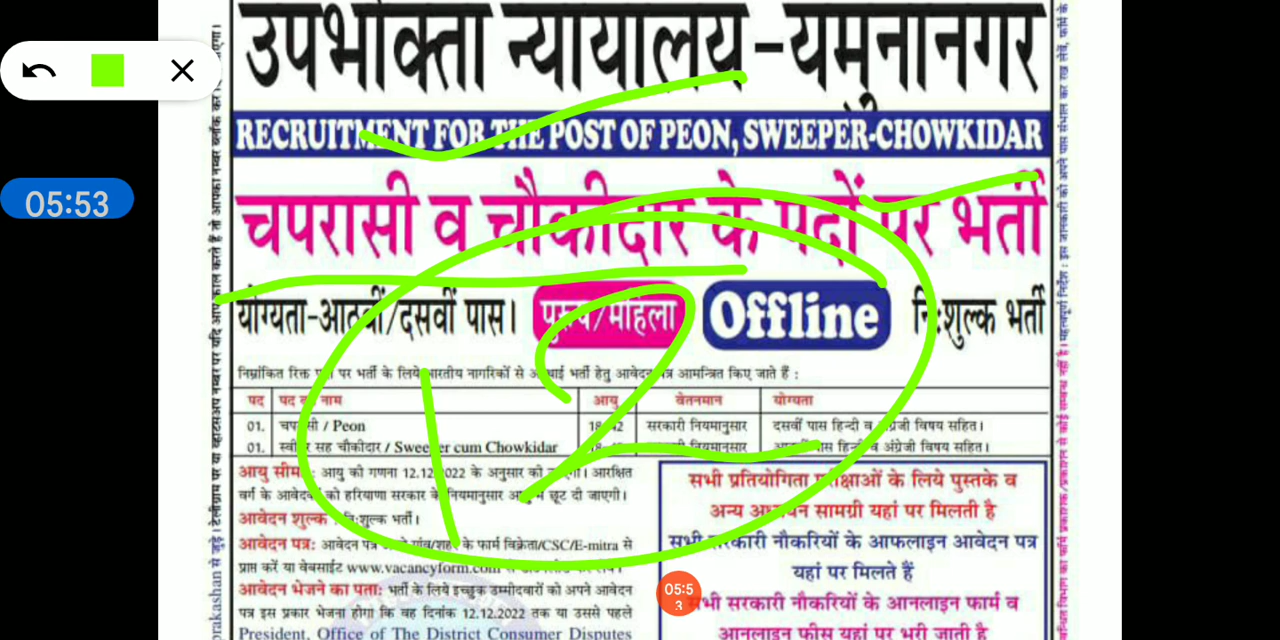 उपभोक्ता न्यायालय-यमुनानगर
RECRUITMENT FOR THE POST OF PEON, SWEEPER-CHOWKIDAR
चपरासी व चौकीदार के पदों पर भर्ती
योग्यता-आठवीं/दसवीं पास। पुरुष/महिला Offline निःशुल्क भर्ती
05:53
निम्नांकित रिक्त पर भर्ती के लिये भारतीय नागरिकों से भर्ती हेतु आवेदन पत्र आमन्त्रित किए जाते हैं :
पद पद नाम आयु वेतनमान योग्यता
01. चपरासी / Peon 18-42 सरकारी नियमानुसार दसवीं पास हिन्दी व अंग्रेजी विषय सहित।
01. स्वीपर सह चौकीदार / Sweeper cum Chowkidar सरकारी नियमानुसार आठवीं पास हिन्दी व अंग्रेजी विषय सहित।
आयु सीमा: आयु की गणना 12.12.2022 के अनुसार की जाएगी। आरक्षित
वर्ग के आवेदकों को हरियाणा सरकार के नियमानुसार आयु में छूट दी जाएगी।
आवेदन शुल्क निःशुल्क भर्ती।
आवेदन पत्र: आवेदन पत्र अपने गांव/शहर के फार्म विक्रेता/CSC/E-mitra से
प्राप्त करें या वेबसाईट www.vacancyform.com से
आवेदन भेजने का पता: भर्ती के लिये इच्छुक उम्मीदवारों को अपने आवेदन
पत्र इस प्रकार भेजना होगा कि वह दिनांक 12.12.2022 तक या उससे पहले
President, Office of The District Consumer Disputes
सभी प्रतियोगिता परीक्षाओं के लिये पुस्तके व
अन्य अध्ययन सामग्री यहां पर मिलती है
सभी सरकारी नौकरियों के आफलाइन आवेदन पत्र
यहां पर मिलते हैं
सभी सरकारी नौकरियों के आनलाइन फार्म व
आनलाइन फीस यहां पर भरी जाती है
12
05:5
3